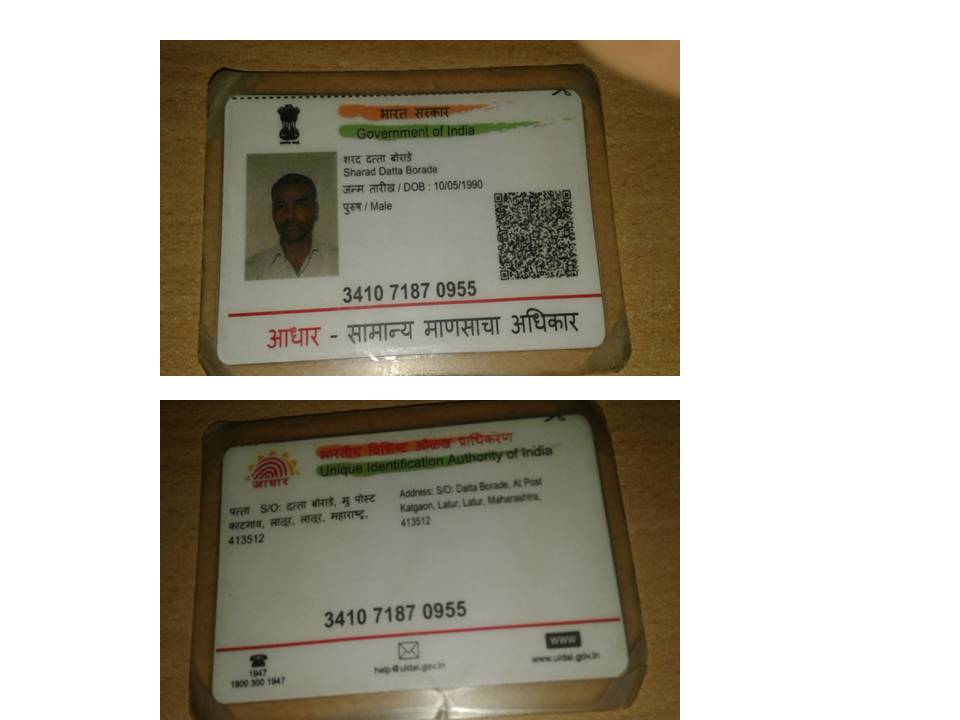 भारत सरकार
Government of India
शरद दत्ता बोराडे
Sharad Datta Borade
जन्म तारीख / DOB : 10/05/1990
पुरुष / Male
3410 7187 0955
आधार - सामान्य माणसाचा अधिकार
भारतीय विशिष्ट ओळख प्राधिकरण
Unique Identification Authority of India
आधार
पत्ता S/O: दत्ता बोराडे, मु पोस्ट
काटगाव, लातूर, लातूर, महाराष्ट्र,
413512
Address: S/O: Datta Borade, At Post
Katgaon, Latur, Latur, Maharashtra,
413512
3410 7187 0955
1947
1800 300 1947
help@uidai.gov.in
www
www.uidai.gov.in